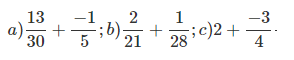 a) 13/30 + -1/5 ; b) 2/21 + 1/28 ; c) 2 + -3/4 .